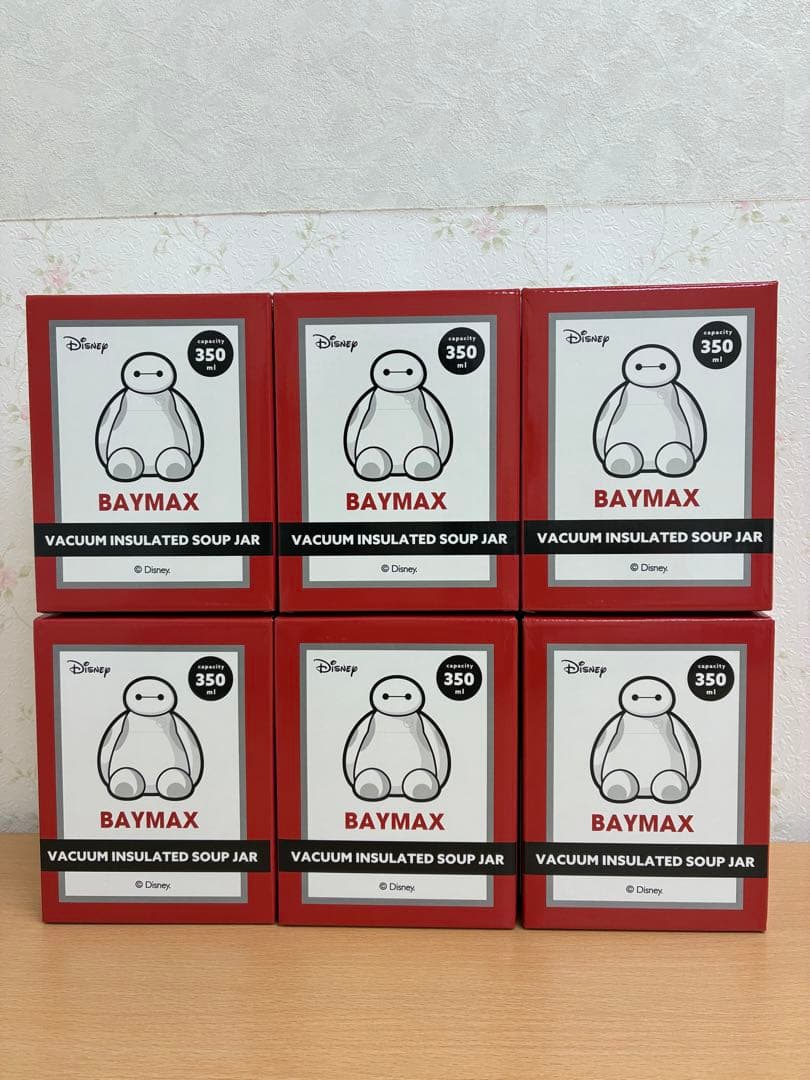 Disney
capacity
350
ml
BAYMAX
VACUUM INSULATED SOUP JAR
© Disney.
Disney
capacity
350
ml
BAYMAX
VACUUM INSULATED SOUP JAR
© Disney.
Disney
capacity
350
ml
BAYMAX
VACUUM INSULATED SOUP JAR
© Disney.
Disney
capacity
350
ml
BAYMAX
VACUUM INSULATED SOUP JAR
© Disney.
Disney
capacity
350
ml
BAYMAX
VACUUM INSULATED SOUP JAR
© Disney.
Disney
capacity
350
ml
BAYMAX
VACUUM INSULATED SOUP JAR
© Disney.